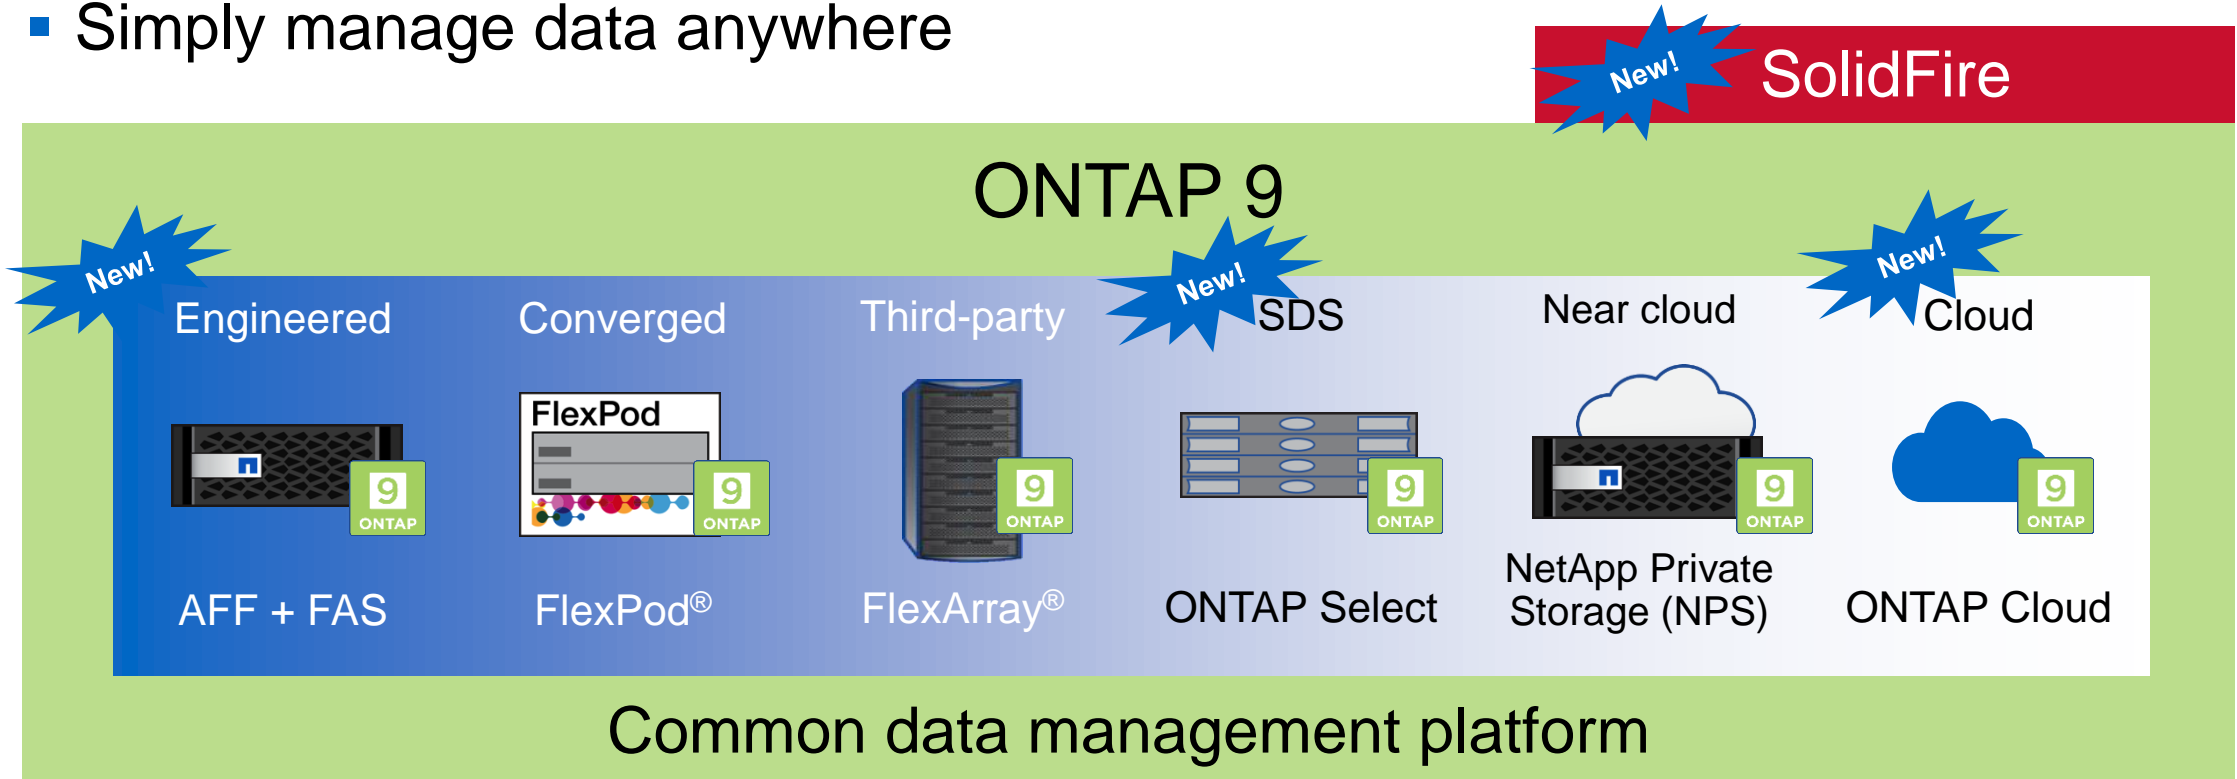 ▪ Simply manage data anywhere
New!
SolidFire
ONTAP 9
New!
New!
New!
Engineered
Converged
Third-party
SDS
Near cloud
Cloud
FlexPod
9
ONTAP
9
ONTAP
9
ONTAP
9
ONTAP
9
ONTAP
9
ONTAP
AFF + FAS
FlexPod®
FlexArray®
ONTAP Select
NetApp Private
Storage (NPS)
ONTAP Cloud
Common data management platform